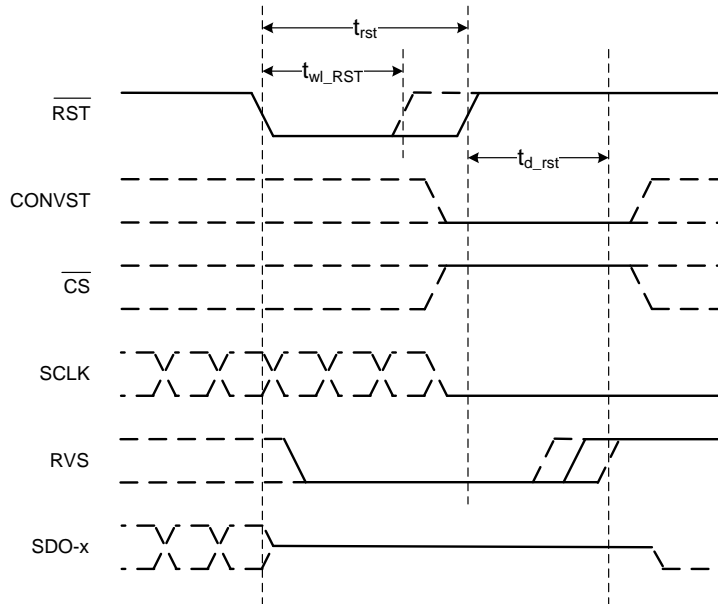 t_rst
t_wl_RST
RST
t_d_rst
CONVST
CS
SCLK
RVS
SDO-x